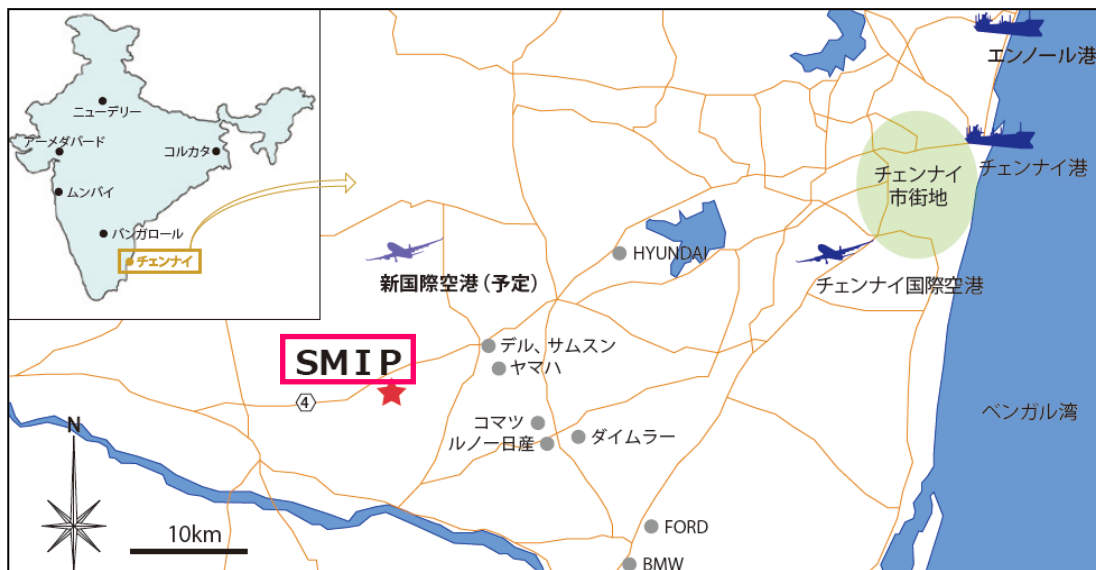 ニューデリー
アーメダバード
コルカタ
ムンバイ
バンガロール
チェンナイ
エンノール港
チェンナイ港
チェンナイ
市街地
HYUNDAI
新国際空港(予定)
チェンナイ国際空港
SMIP
デル、サムスン
ヤマハ
4
コマツ
ルノー日産
ダイムラー
ベンガル湾
N
10km
FORD
BMW